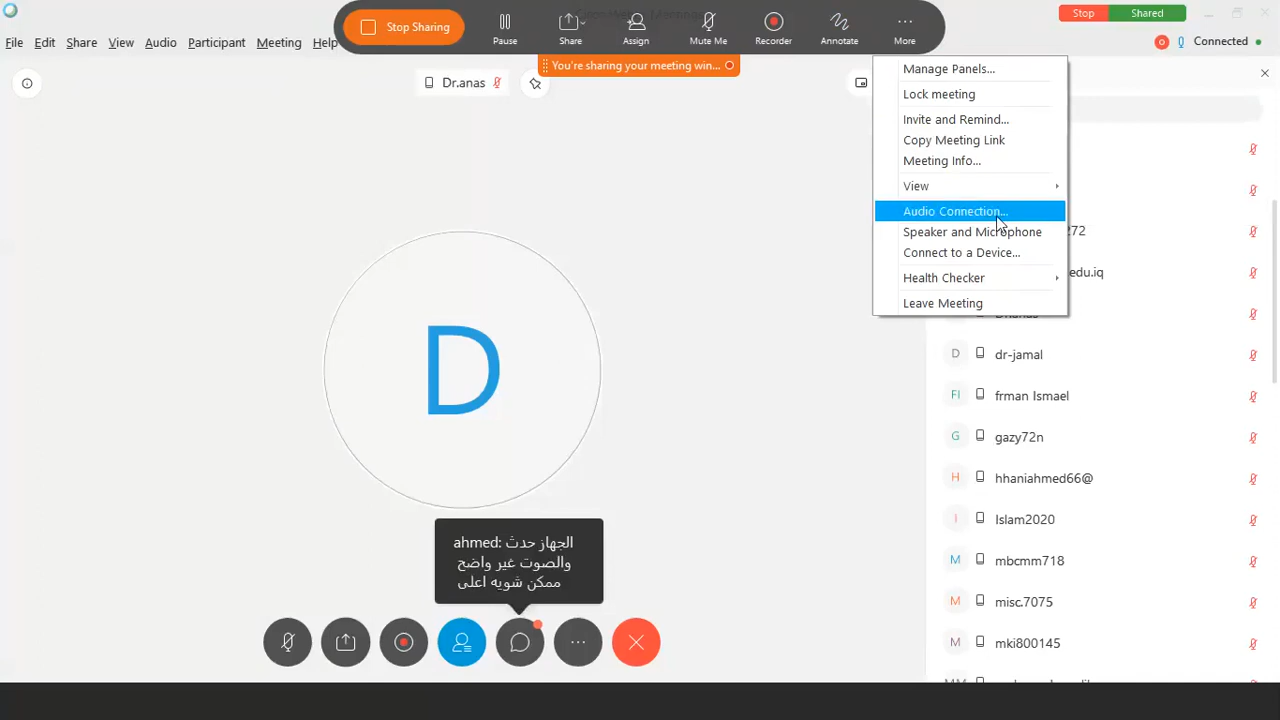 Stop Sharing
Pause
Share
Assign
Mute Me
Recorder
Annotate
More
Stop
Shared
File Edit Share View Audio Participant Meeting Help
Connected
You're sharing your meeting win...
Dr.anas
Manage Panels...
Lock meeting
Invite and Remind...
Copy Meeting Link
Meeting Info...
View
Audio Connection...
Speaker and Microphone
Connect to a Device...
Health Checker
Leave Meeting
272
edu.iq
D dr-jamal
FI frman Ismael
G gazy72n
H hhaniahmed66@
I Islam2020
M mbcmm718
M misc.7075
M mki800145
D
ahmed: الجهاز حدث
والصوت غير واضح
ممكن شويه اعلى